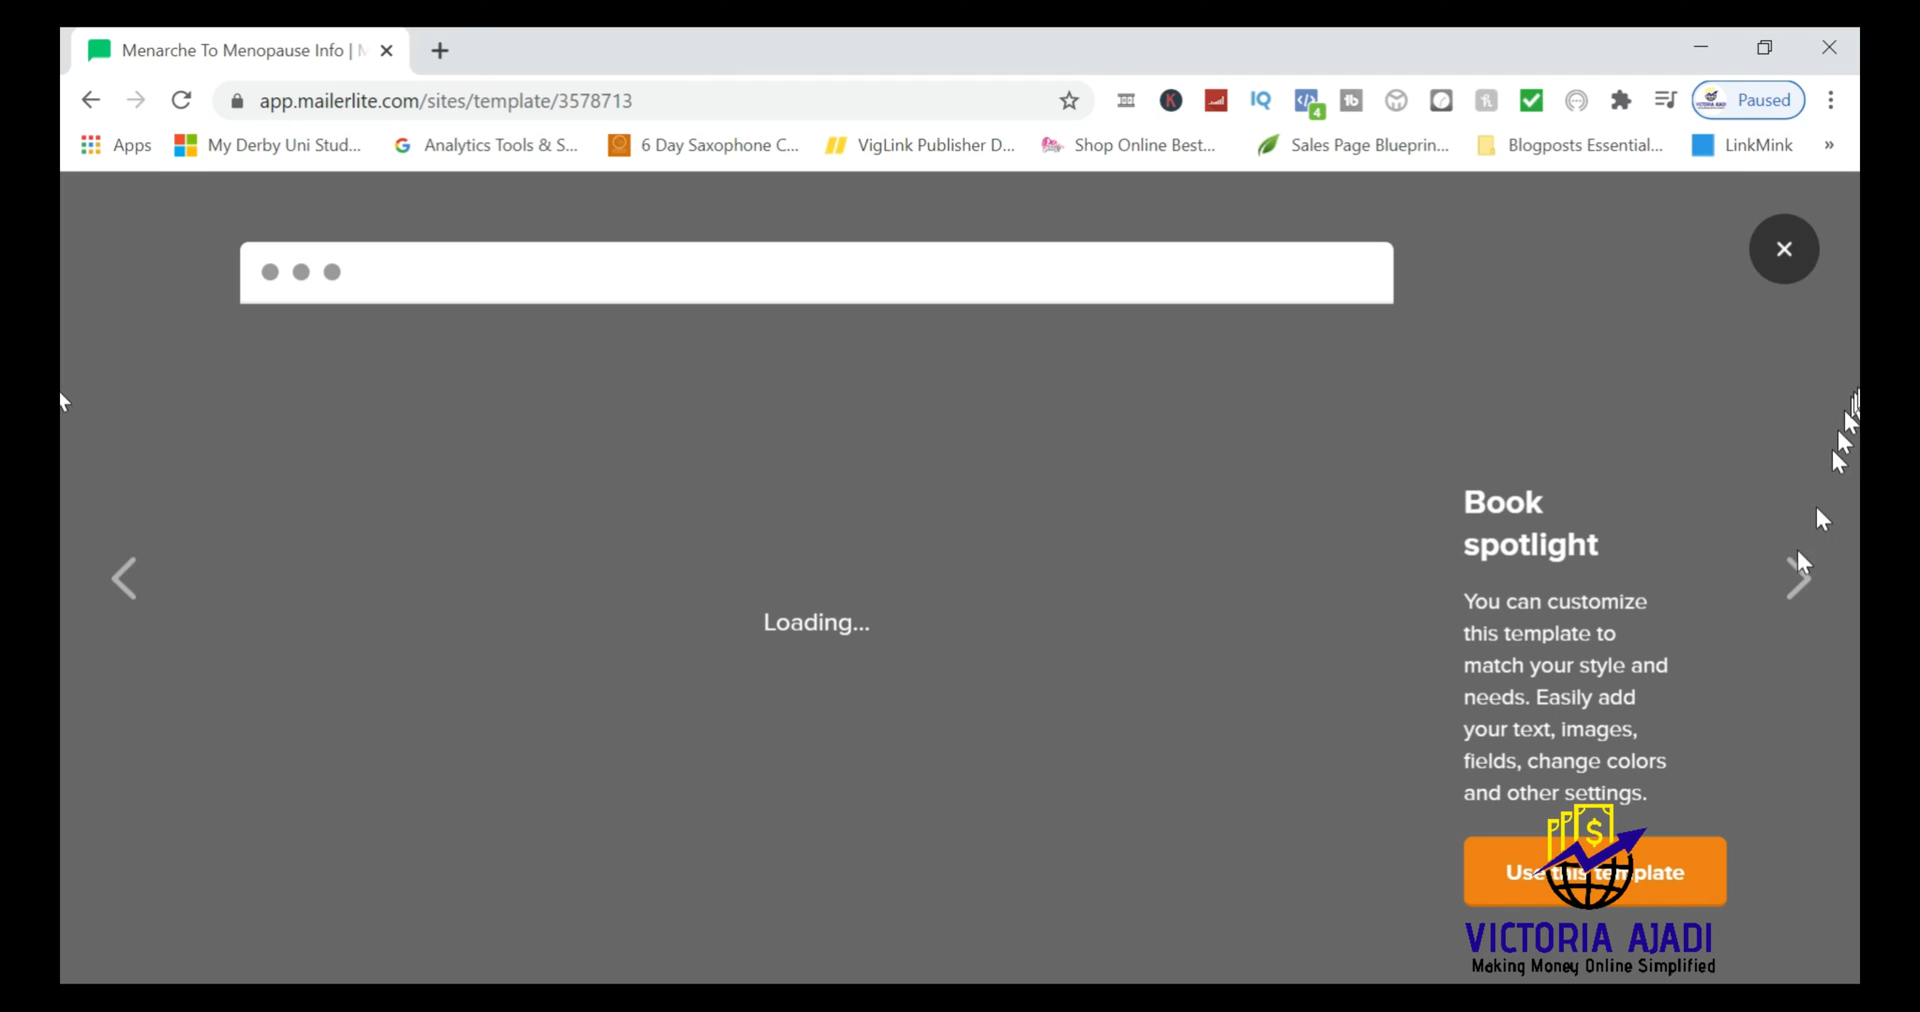 Menarche To Menopause Info | M
app.mailerlite.com/sites/template/3578713
IQ
4
Paused
Apps
My Derby Uni Stud...
Analytics Tools & S...
6 Day Saxophone C...
VigLink Publisher D...
Shop Online Best...
Sales Page Blueprin...
Blogposts Essential...
LinkMink
»
Loading...
Book
spotlight
You can customize
this template to
match your style and
needs. Easily add
your text, images,
fields, change colors
and other settings.
Use this template
VICTORIA AJADI
Making Money Online Simplified